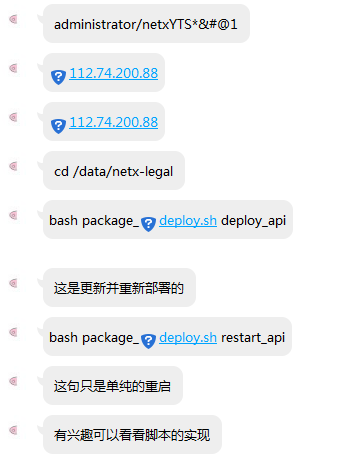 administrator/netxYTS*&#@1
112.74.200.88
112.74.200.88
cd /data/netx-legal
bash package_deploy.sh deploy_api
这是更新并重新部署的
bash package_deploy.sh restart_api
这句只是单纯的重启
有兴趣可以看看脚本的实现